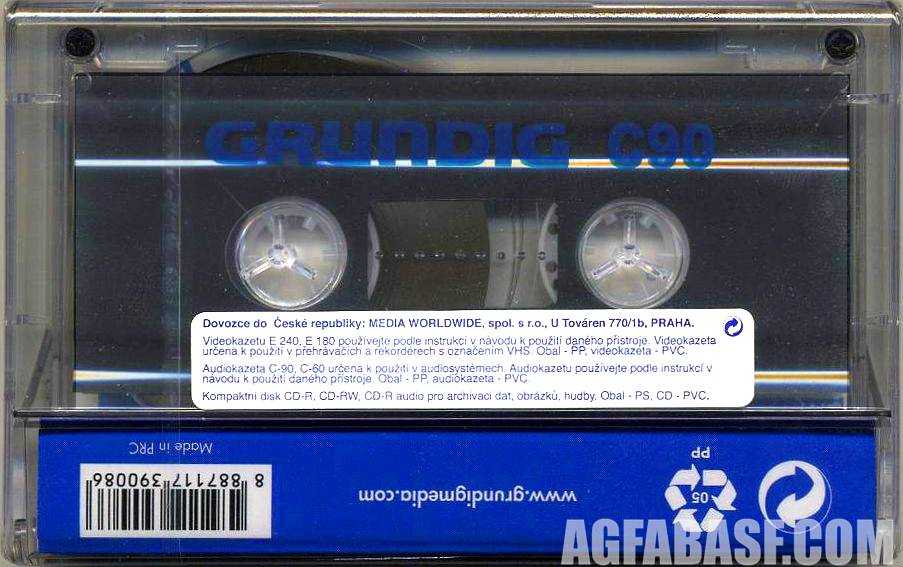 GRUNDIG C90
Dovozce do České republiky: MEDIA WORLDWIDE, spol. s r.o., U Továren 770/1b, PRAHA.
Videokazetu E 240, E 180 používejte podle instrukcí v návodu k použití daného přístroje. Videokazeta
určena k použití v přehrávačích a rekordérech s označením VHS. Obal - PP, videokazeta - PVC.
Audiokazeta C-90, C-60 určena k použití v audiosystémech. Audiokazetu používejte podle instrukcí v
návodu k použití daného přístroje. Obal - PP, audiokazeta - PVC.
Kompaktní disk CD-R, CD-RW, CD-R audio pro archivaci dat, obrázků, hudby. Obal - PS, CD - PVC.
Made in PRC
8 887117 390086
www.grundigmedia.com
05
PP
AGFABASF.COM